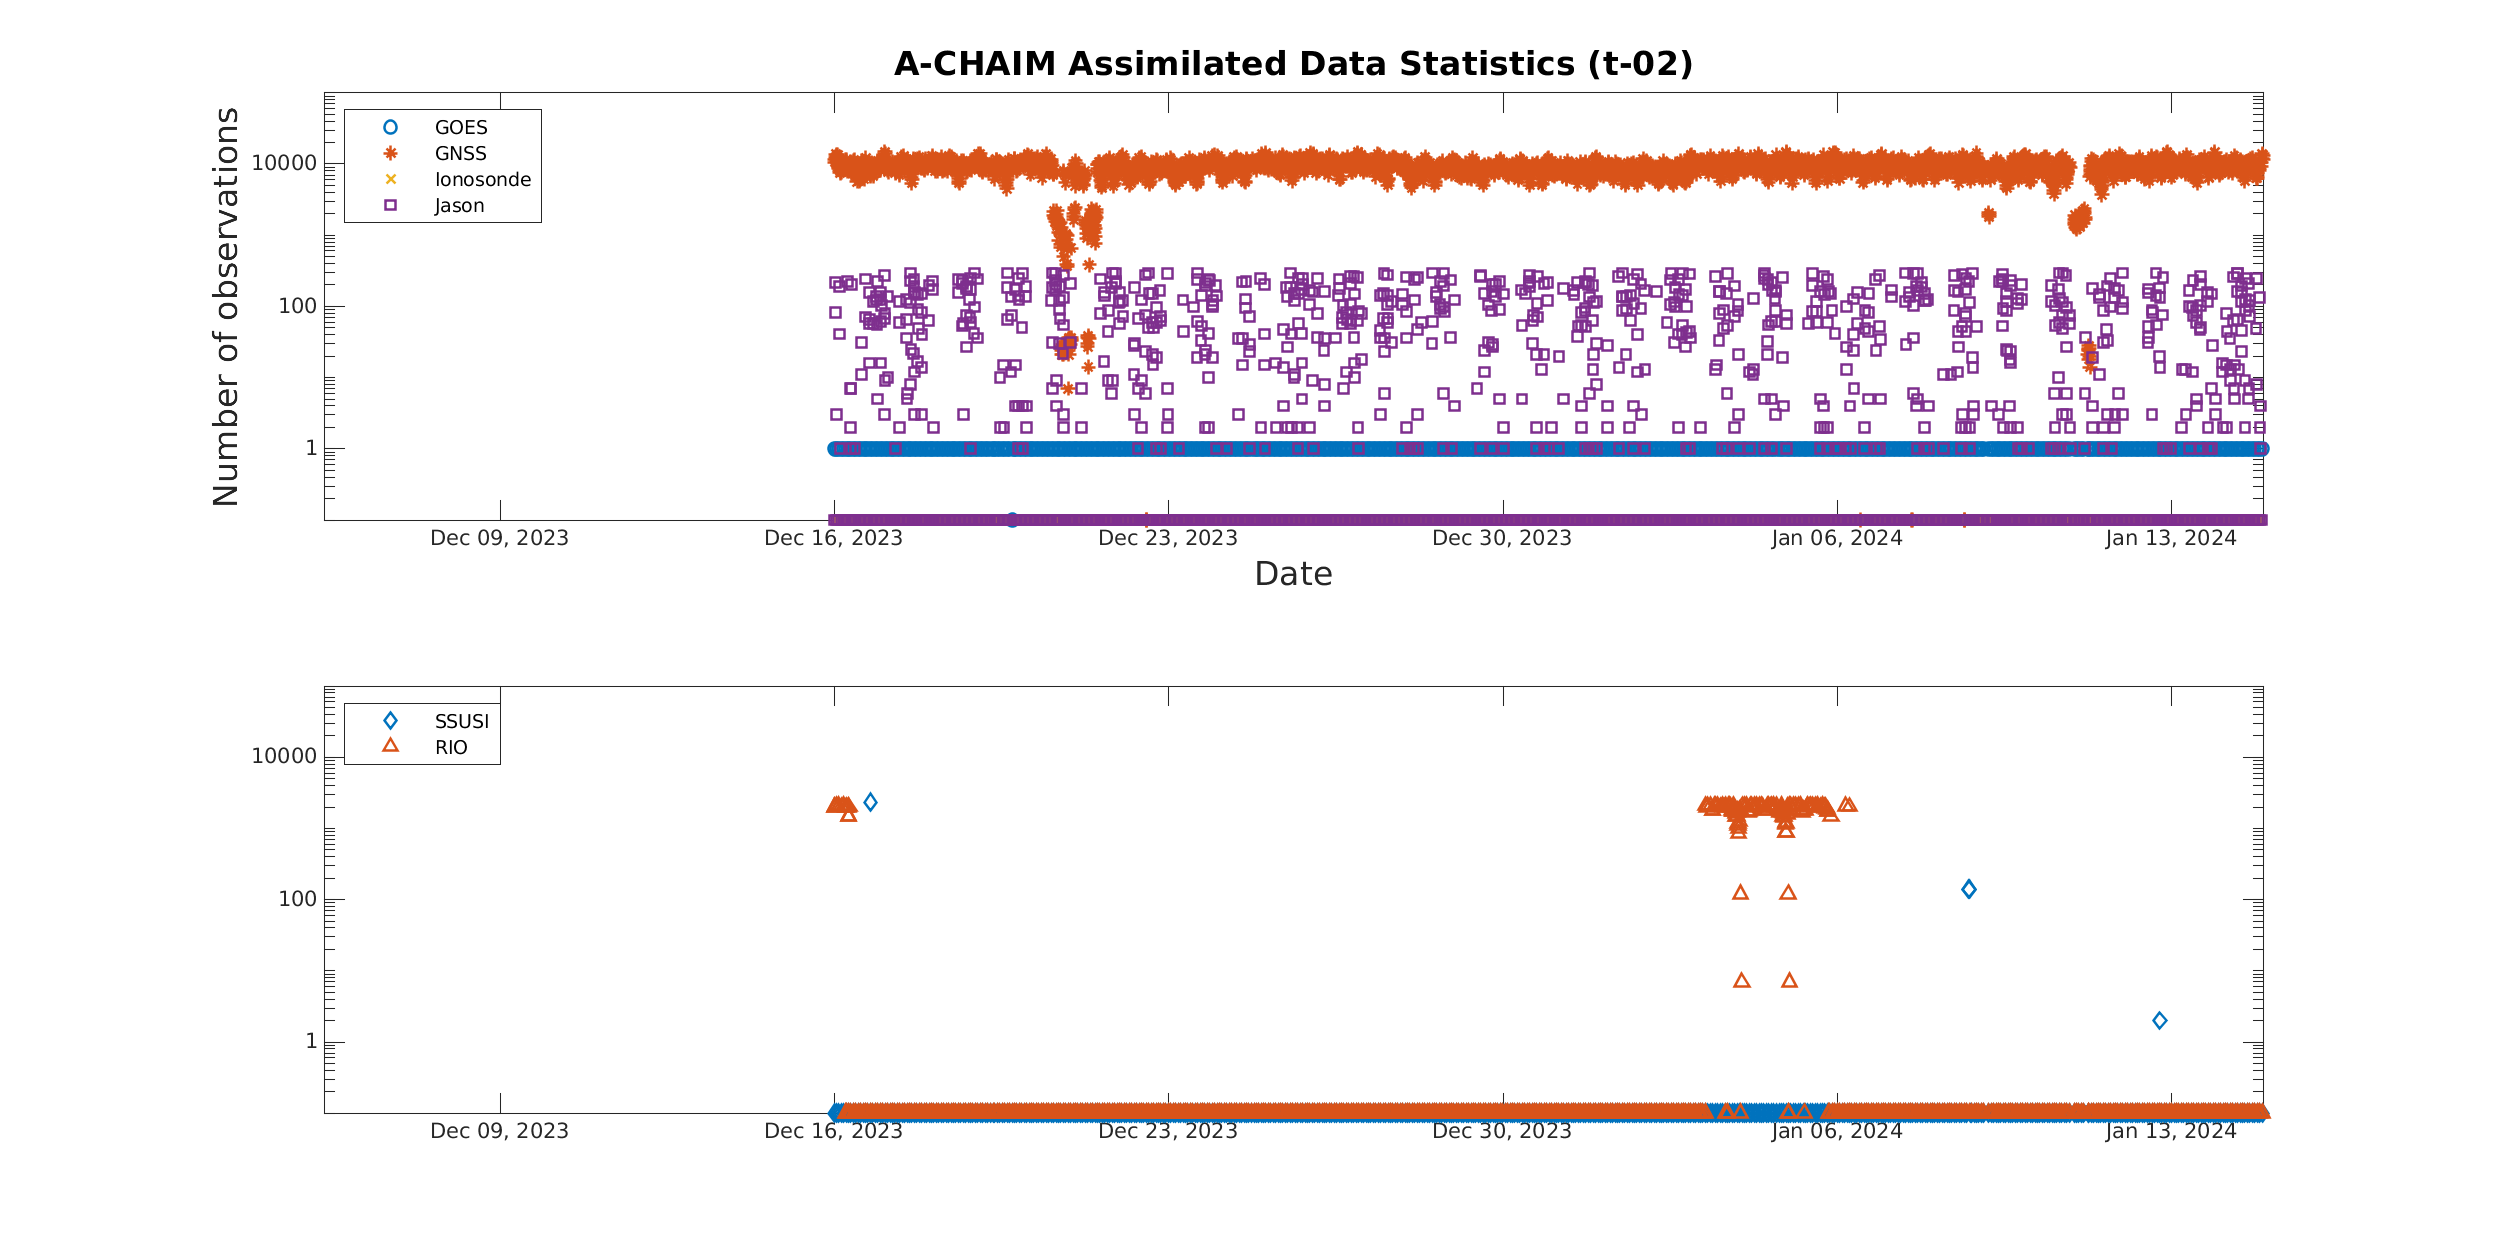 A-CHAIM Assimilated Data Statistics (t-02)
Number of observations
GOES
GNSS
Ionosonde
Jason
10000
100
1
Dec 09, 2023
Dec 16, 2023
Dec 23, 2023
Dec 30, 2023
Jan 06, 2024
Jan 13, 2024
Date
SSUSI
RIO
10000
100
1
Dec 09, 2023
Dec 16, 2023
Dec 23, 2023
Dec 30, 2023
Jan 06, 2024
Jan 13, 2024